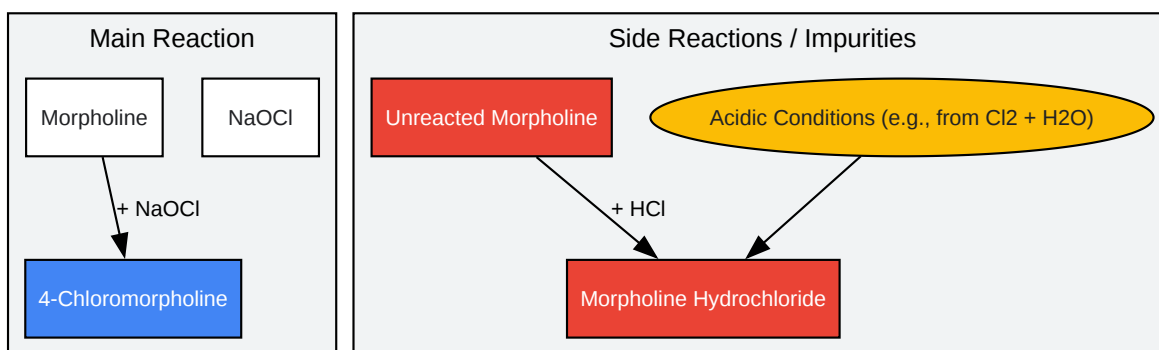 Main Reaction
Morpholine
NaOCl
+ NaOCl
4-Chloromorpholine
Side Reactions / Impurities
Unreacted Morpholine
Acidic Conditions (e.g., from Cl2 + H2O)
+ HCl
Morpholine Hydrochloride